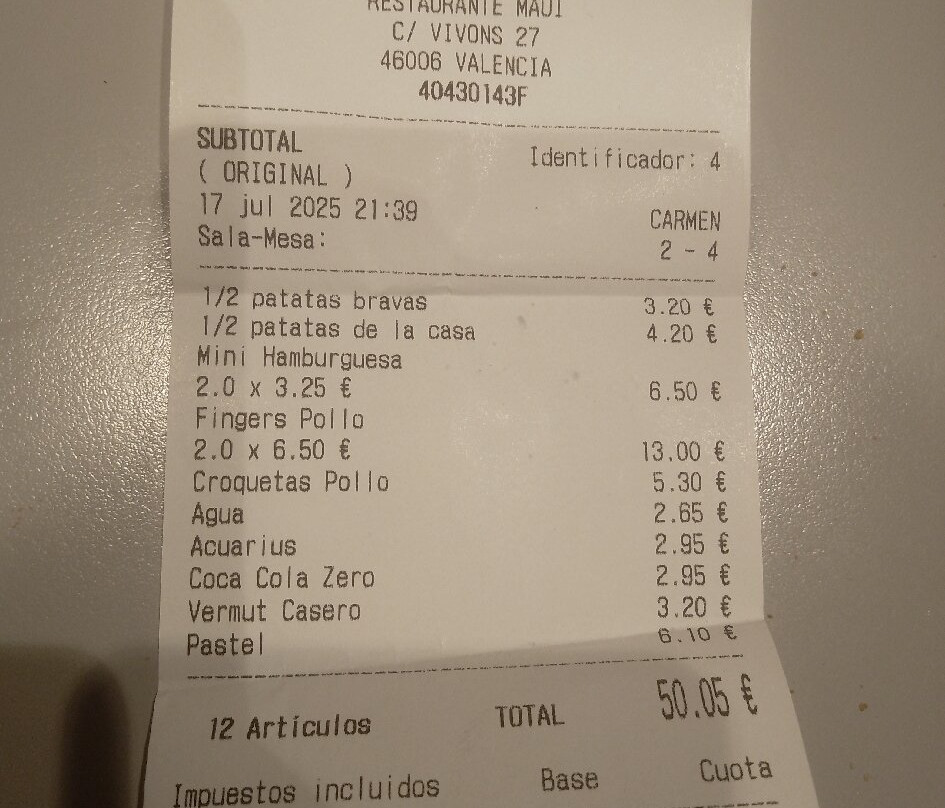 RESTAURANTE MAUI
C/ VIVONS 27
46006 VALENCIA
40430143F
SUBTOTAL
Identificador: 4
( ORIGINAL )
17 jul 2025 21:39 CARMEN
Sala-Mesa: 2 - 4
1/2 patatas bravas 3.20 €
1/2 patatas de la casa 4.20 €
Mini Hamburguesa
2.0 x 3.25 € 6.50 €
Fingers Pollo
2.0 x 6.50 € 13.00 €
Croquetas Pollo 5.30 €
Agua 2.65 €
Acuarius 2.95 €
Coca Cola Zero 2.95 €
Vermut Casero 3.20 €
Pastel 6.10 €
12 Artículos TOTAL 50.05 €
Impuestos incluidos Base Cuota